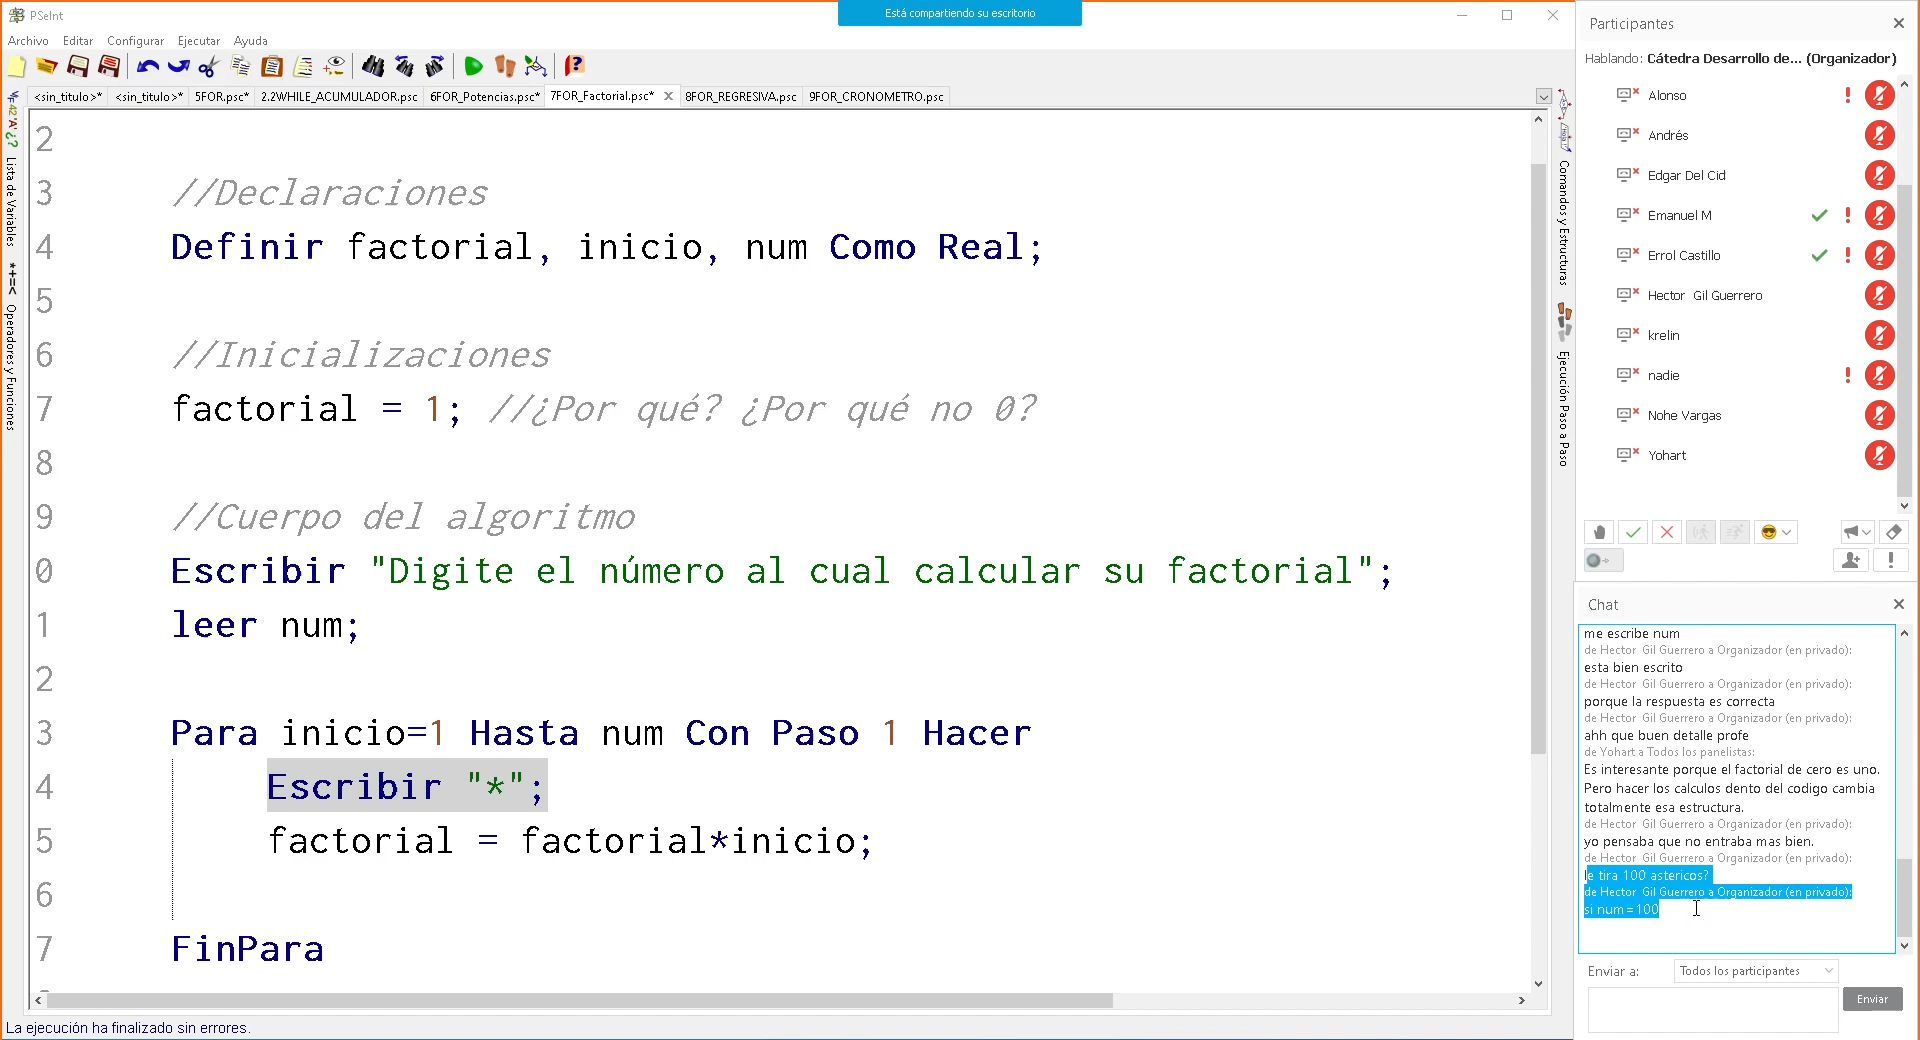 PSeInt
Está compartiendo su escritorio
Archivo Editar Configurar Ejecutar Ayuda
<sin_titulo>* <sin_titulo>* 5FOR.psc* 2.2WHILE_ACUMULADOR.psc 6FOR_Potencias.psc* 7FOR_Factorial.psc* 8FOR_REGRESIVA.psc 9FOR_CRONOMETRO.psc
Lista de Variables
Operadores y Funciones
2
3 //Declaraciones
4 Definir factorial, inicio, num Como Real;
5
6 //Inicializaciones
7 factorial = 1; //¿Por qué? ¿Por qué no 0?
8
9 //Cuerpo del algoritmo
0 Escribir "Digite el número al cual calcular su factorial";
1 leer num;
2
3 Para inicio=1 Hasta num Con Paso 1 Hacer
4 Escribir "*";
5 factorial = factorial*inicio;
6
7 FinPara
La ejecución ha finalizado sin errores.
Comandos y Estructuras
Ejecución Paso a Paso
Participantes
Hablando: Cátedra Desarrollo de... (Organizador)
Alonso
Andrés
Edgar Del Cid
Emanuel M
Errol Castillo
Hector Gil Guerrero
krelin
nadie
Nohe Vargas
Yohart
Chat
me escribe num
de Hector Gil Guerrero a Organizador (en privado):
esta bien escrito
de Hector Gil Guerrero a Organizador (en privado):
porque la respuesta es correcta
de Hector Gil Guerrero a Organizador (en privado):
ahh que buen detalle profe
de Yohart a Todos los panelistas:
Es interesante porque el factorial de cero es uno.
Pero hacer los calculos dento del codigo cambia
totalmente esa estructura.
de Hector Gil Guerrero a Organizador (en privado):
yo pensaba que no entraba mas bien.
de Hector Gil Guerrero a Organizador (en privado):
le tira 100 astericos?
de Hector Gil Guerrero a Organizador (en privado):
si num=100
Enviar a: Todos los participantes
Enviar